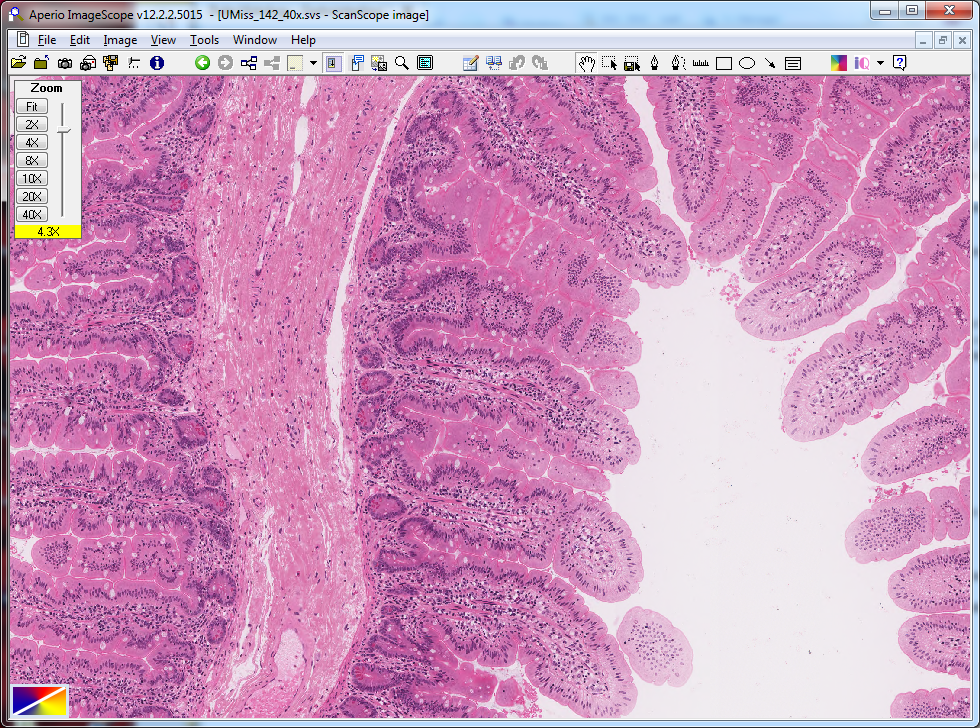 Aperio ImageScope v12.2.2.5015 - [UMiss_142_40x.svs - ScanScope image]
File Edit Image View Tools Window Help
iQ
Zoom
Fit
2X
4X
8X
10X
20X
40X
4.3X